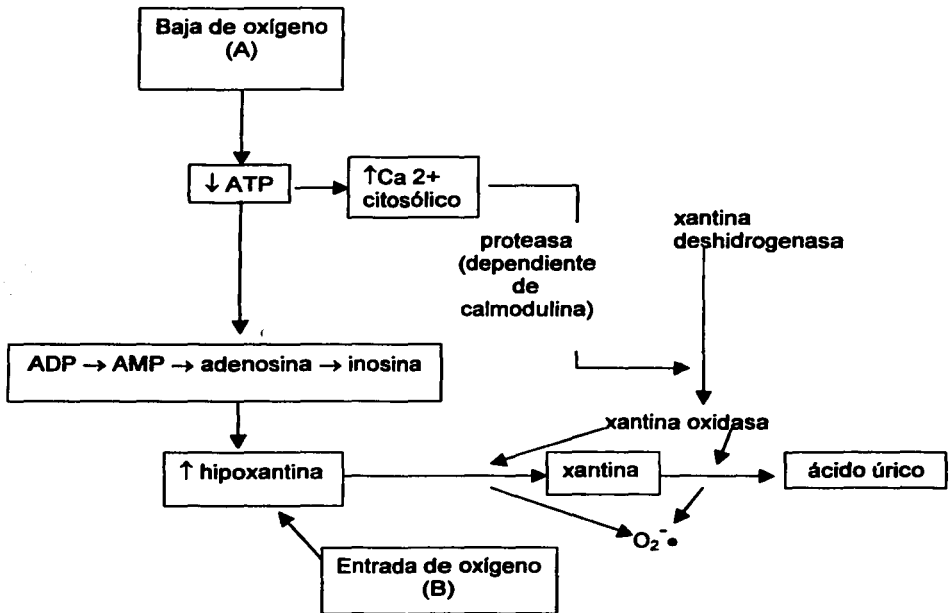 Baja de oxígeno
(A)
↓ ATP
↑Ca 2+
citosólico
proteasa
(dependiente
de
calmodulina)
xantina
deshidrogenasa
ADP → AMP → adenosina → inosina
xantina oxidasa
↑ hipoxantina
xantina
ácido úrico
O₂⁻•
Entrada de oxígeno
(B)